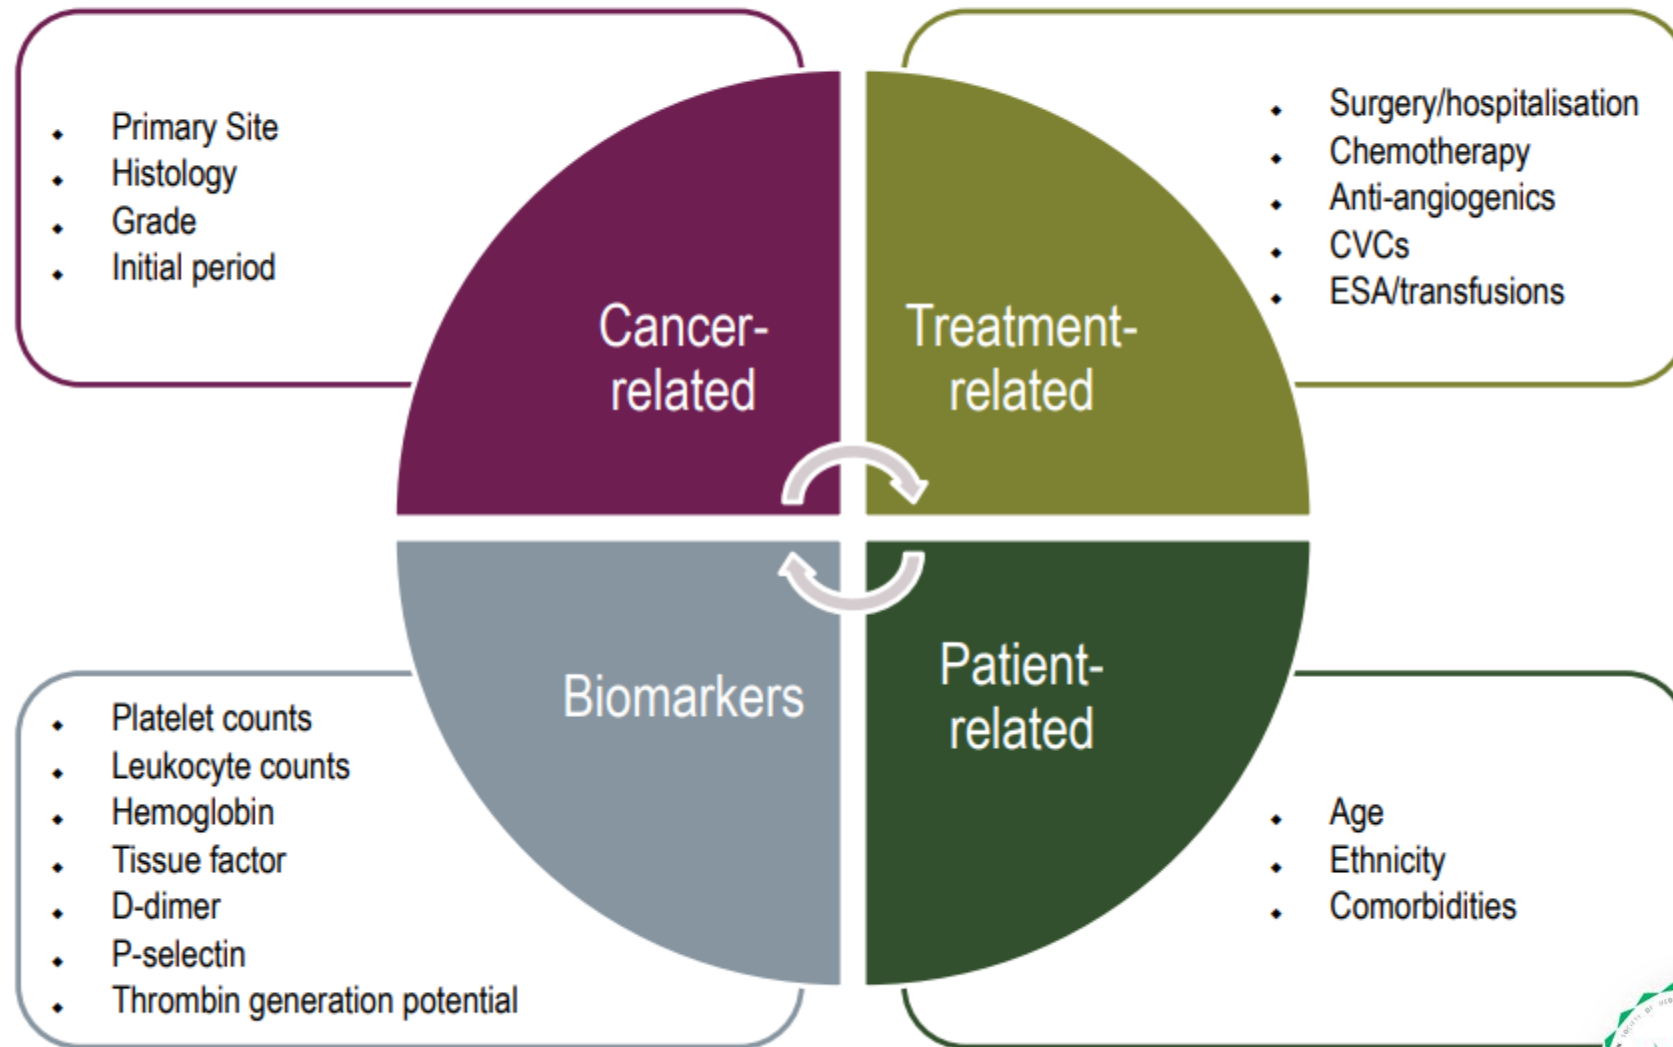 Primary Site
Histology
Grade
Initial period
Surgery/hospitalisation
Chemotherapy
Anti-angiogenics
CVCs
ESA/transfusions
Cancer-
related
Treatment-
related
Biomarkers
Patient-
related
Platelet counts
Leukocyte counts
Hemoglobin
Tissue factor
D-dimer
P-selectin
Thrombin generation potential
Age
Ethnicity
Comorbidities